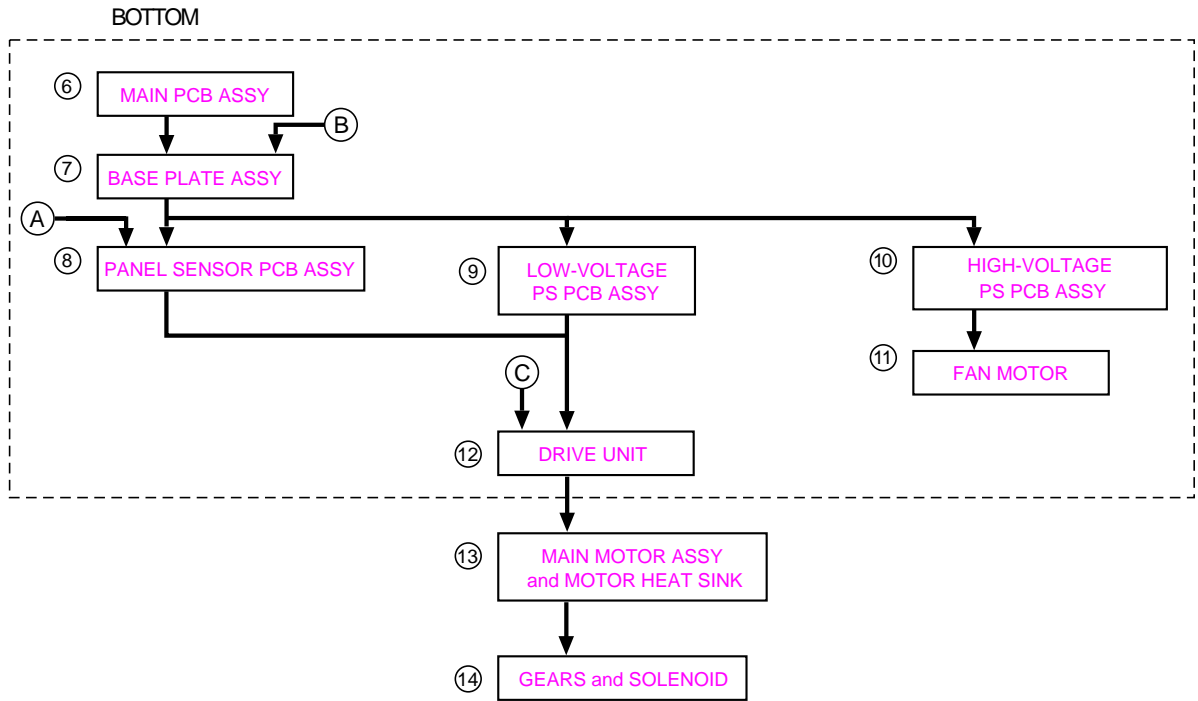 BOTTOM
6
MAIN PCB ASSY
B
7
BASE PLATE ASSY
A
8
PANEL SENSOR PCB ASSY
9
LOW-VOLTAGE
PS PCB ASSY
10
HIGH-VOLTAGE
PS PCB ASSY
11
FAN MOTOR
C
12
DRIVE UNIT
13
MAIN MOTOR ASSY
and MOTOR HEAT SINK
14
GEARS and SOLENOID